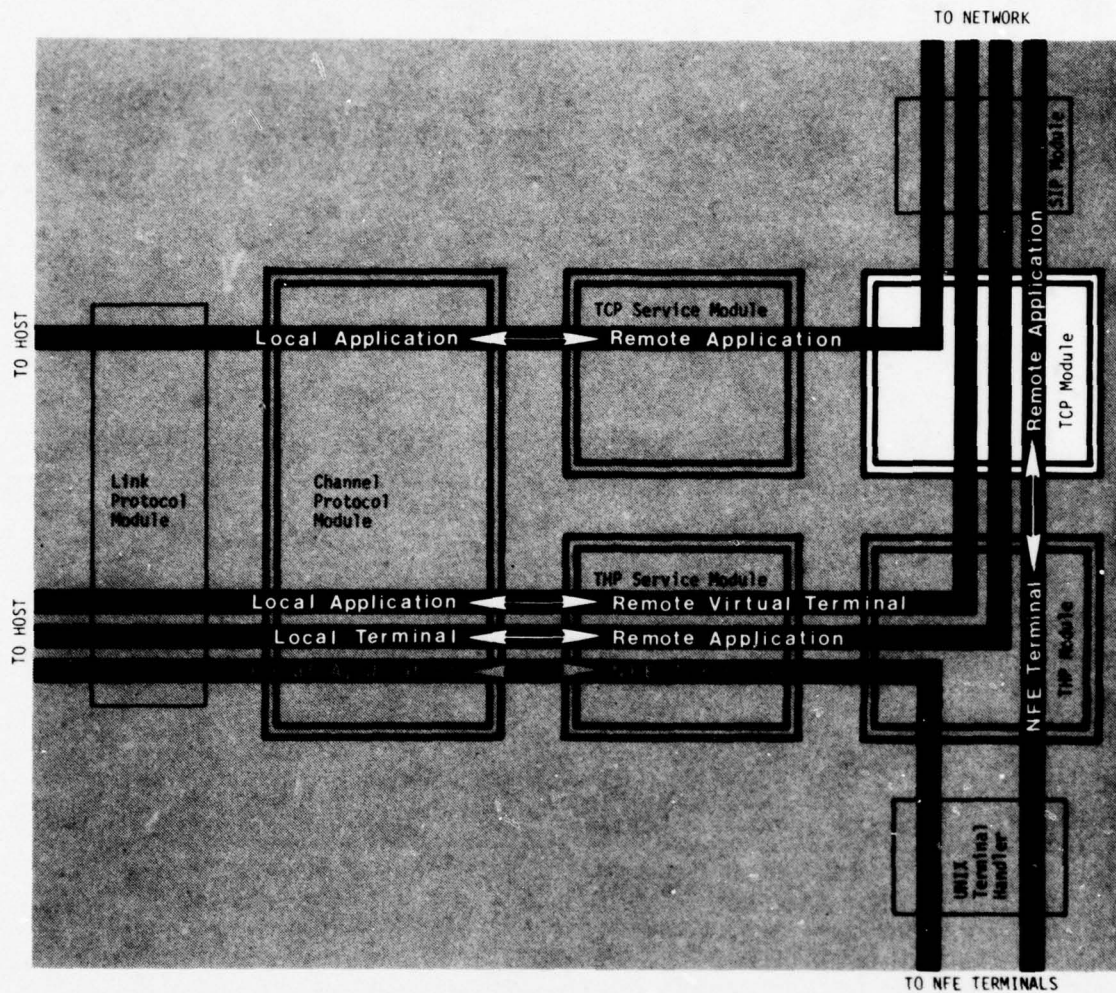 TO NETWORK
SIP Module
TO HOST
Local Application
TCP Service Module
Remote Application
Remote Application
TCP Module
Link
Protocol
Module
Channel
Protocol
Module
THP Service Module
TO HOST
Local Application
Remote Virtual Terminal
Local Terminal
Remote Application
NFE Terminal
THP Module
UNIX
Terminal
Handler
TO NFE TERMINALS